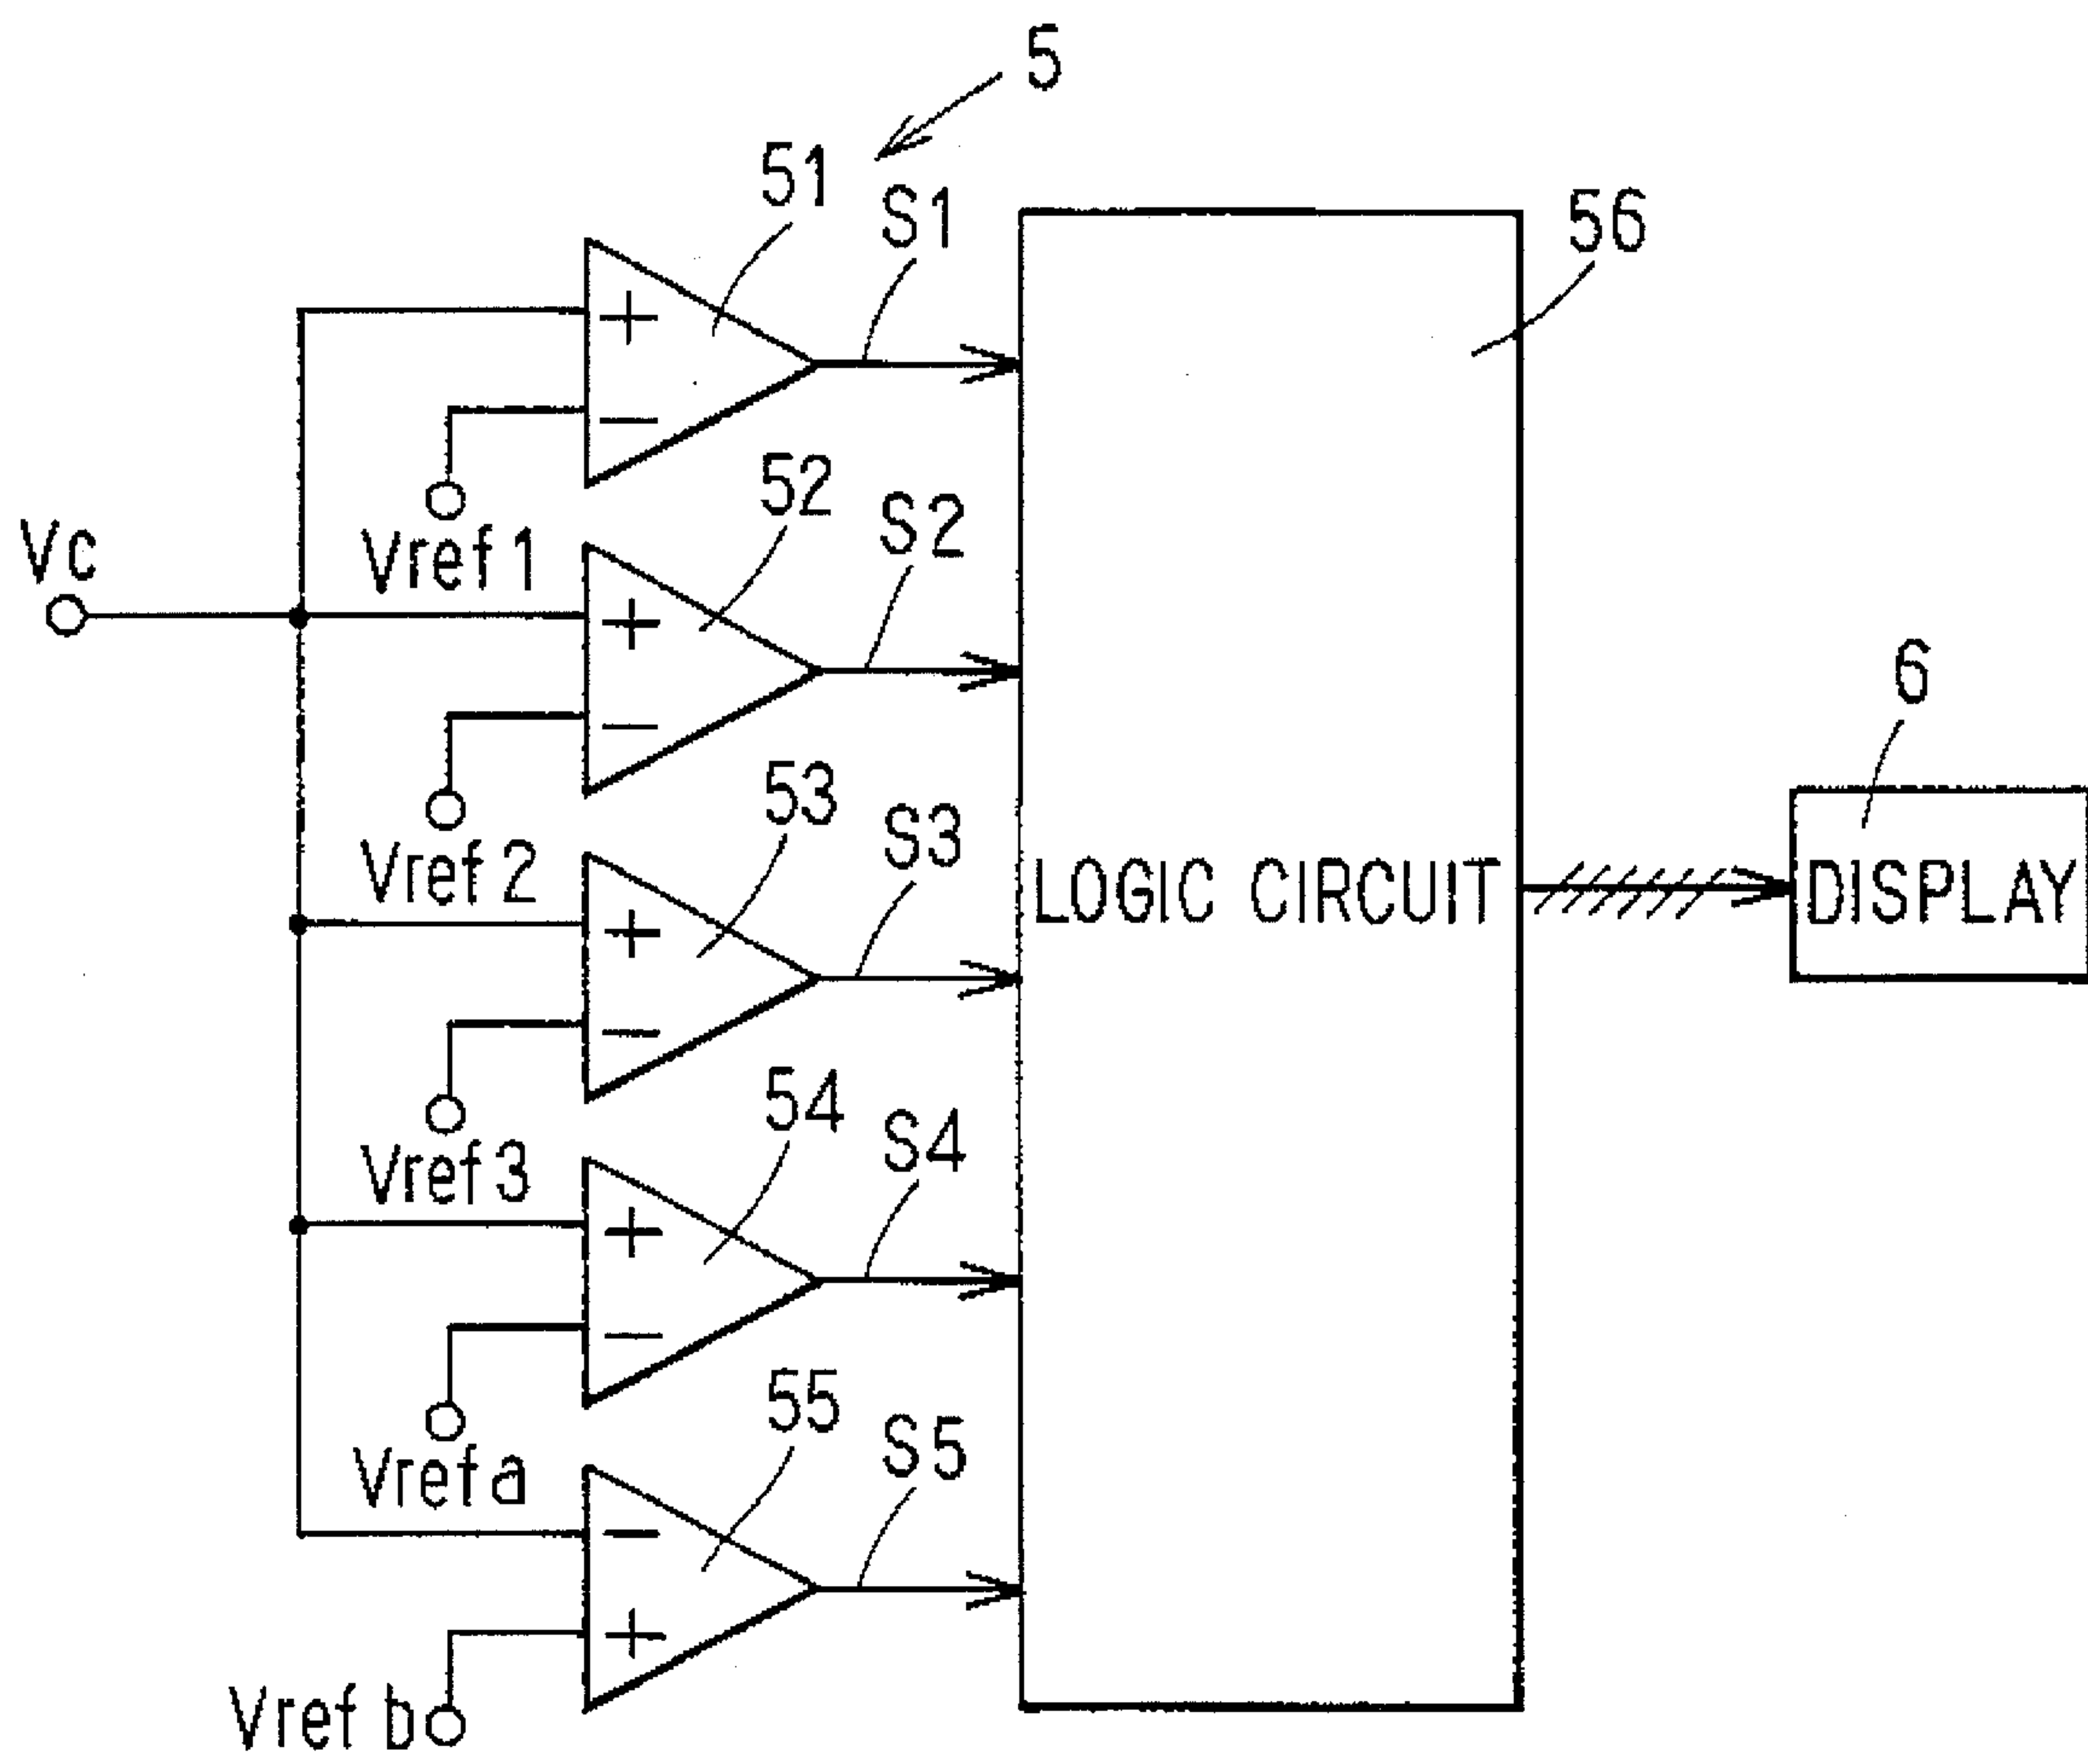 5
51
S1
56
+
−
Vref 1
Vc
52
S2
+
−
Vref 2
6
53
S3
+
−
Vref 3
LOGIC CIRCUIT
DISPLAY
54
S4
+
−
Vref a
55
S5
−
+
Vref b